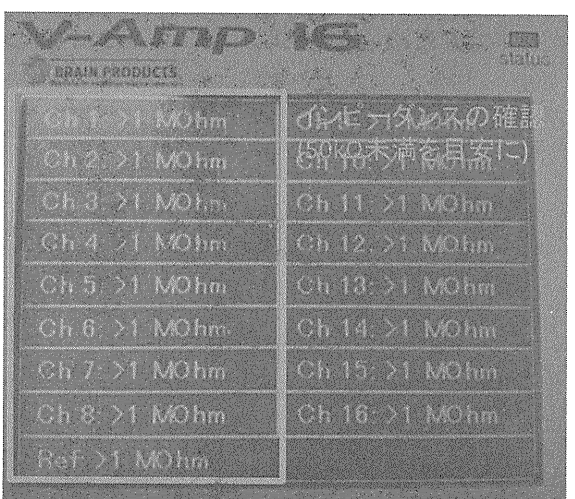 V-Amp 16
BRAIN PRODUCTS
status
インピーダンスの確認
(50kΩ未満を目安に)
Ch 1: >1 MOhm
Ch 2: >1 MOhm
Ch 3: >1 MOhm
Ch 4: >1 MOhm
Ch 5: >1 MOhm
Ch 6: >1 MOhm
Ch 7: >1 MOhm
Ch 8: >1 MOhm
Ref: >1 MOhm
Ch 11: >1 MOhm
Ch 12: >1 MOhm
Ch 13: >1 MOhm
Ch 14: >1 MOhm
Ch 15: >1 MOhm
Ch 16: >1 MOhm